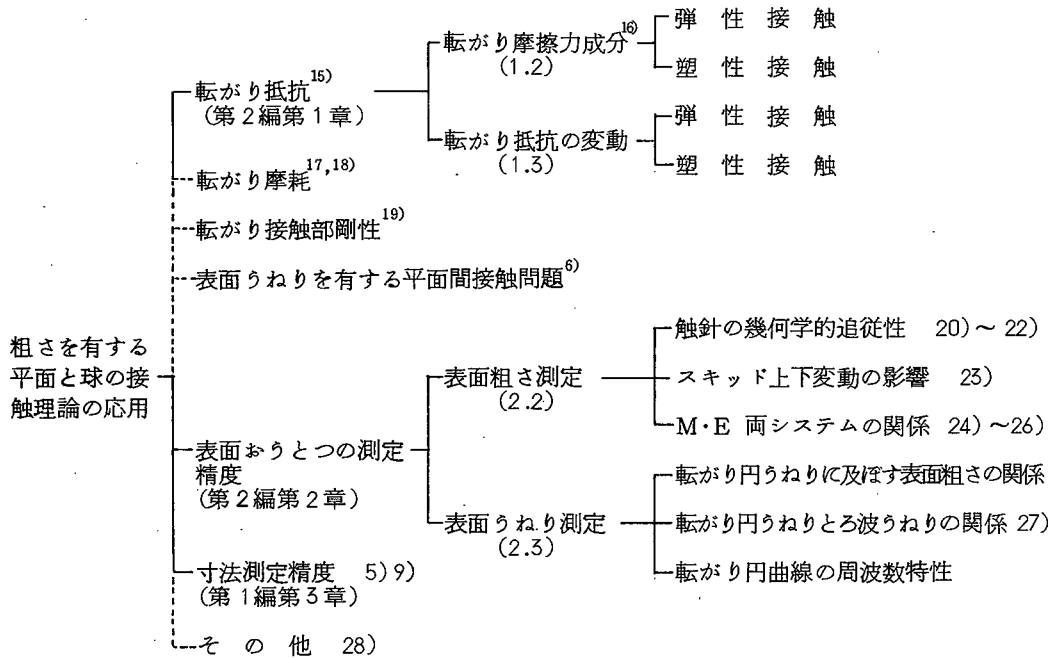 粗さを有する
平面と球の接
触理論の応用
転がり抵抗15)
(第2編第1章)
転がり摩擦力成分16)
(1.2)
弾性接触
塑性接触
転がり抵抗の変動
(1.3)
弾性接触
塑性接触
転がり摩耗17,18)
転がり接触部剛性19)
表面うねりを有する平面間接触問題6)
表面おうとつの測定
精度
(第2編第2章)
表面粗さ測定
(2.2)
触針の幾何学的追従性 20)~22)
スキッド上下変動の影響 23)
M・E 両システムの関係 24)~26)
表面うねり測定
(2.3)
転がり円うねりに及ぼす表面粗さの関係
転がり円うねりとろ波うねりの関係 27)
転がり円曲線の周波数特性
寸法測定精度 5)9)
(第1編第3章)
その他 28)